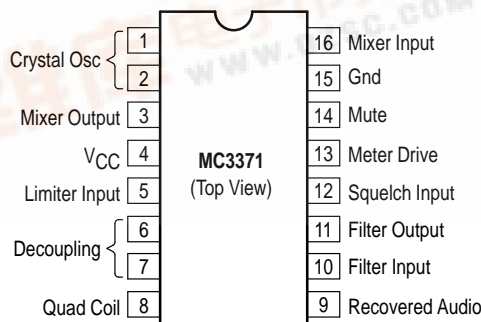 Crystal Osc
1
2
Mixer Output 3
VCC 4
Limiter Input 5
Decoupling
6
7
Quad Coil 8
MC3371
(Top View)
16 Mixer Input
15 Gnd
14 Mute
13 Meter Drive
12 Squelch Input
11 Filter Output
10 Filter Input
9 Recovered Audio